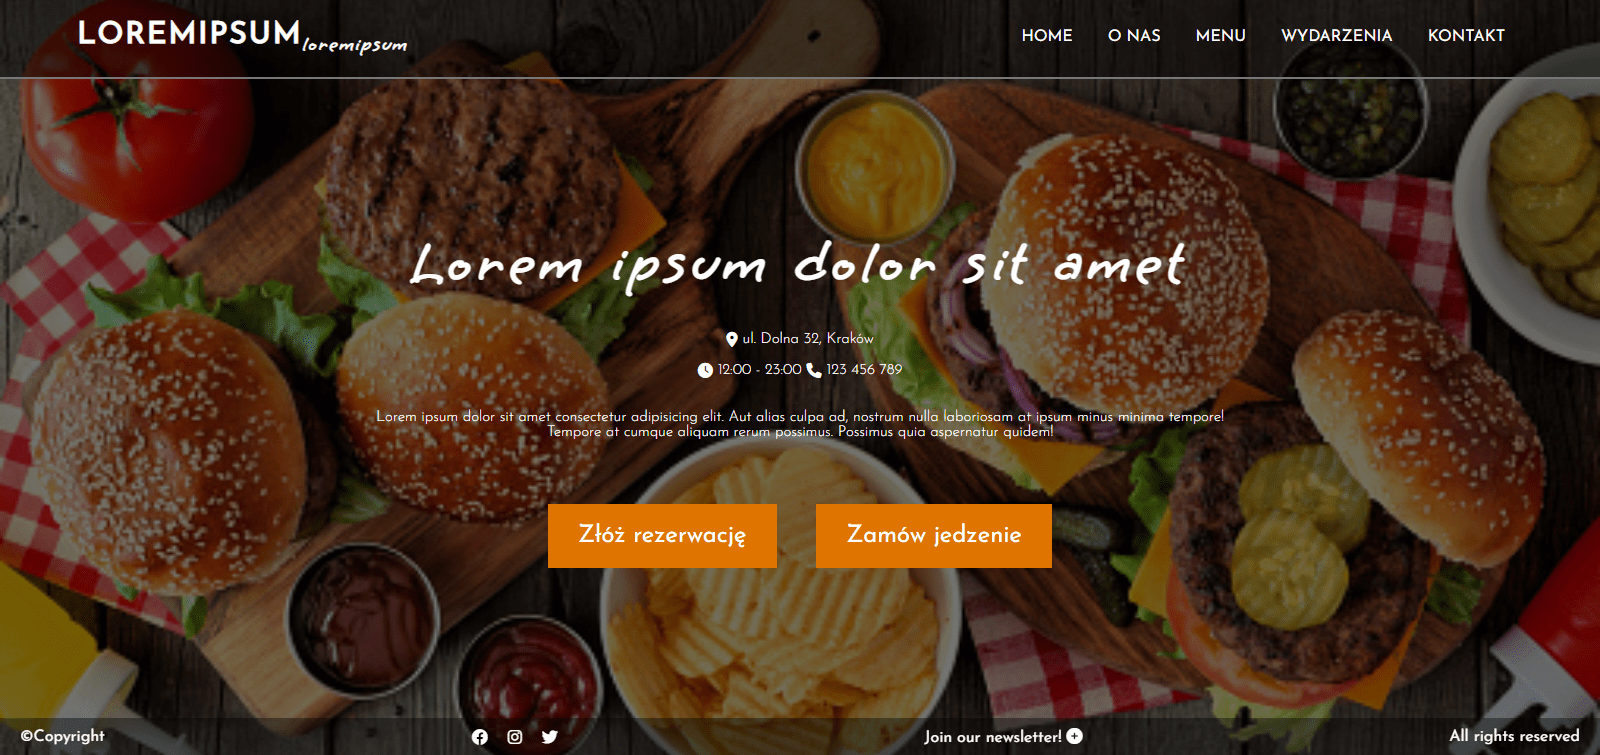 LOREMIPSUM loremipsum
HOME O NAS MENU WYDARZENIA KONTAKT
Lorem ipsum dolor sit amet
ul. Dolna 32, Kraków
12:00 - 23:00 123 456 789
Lorem ipsum dolor sit amet consectetur adipisicing elit. Aut alias culpa ad, nostrum nulla laboriosam at ipsum minus minima tempore!
Tempore at cumque aliquam rerum possimus. Possimus quia aspernatur quidem!
Złóż rezerwację
Zamów jedzenie
©Copyright
Join our newsletter!
All rights reserved